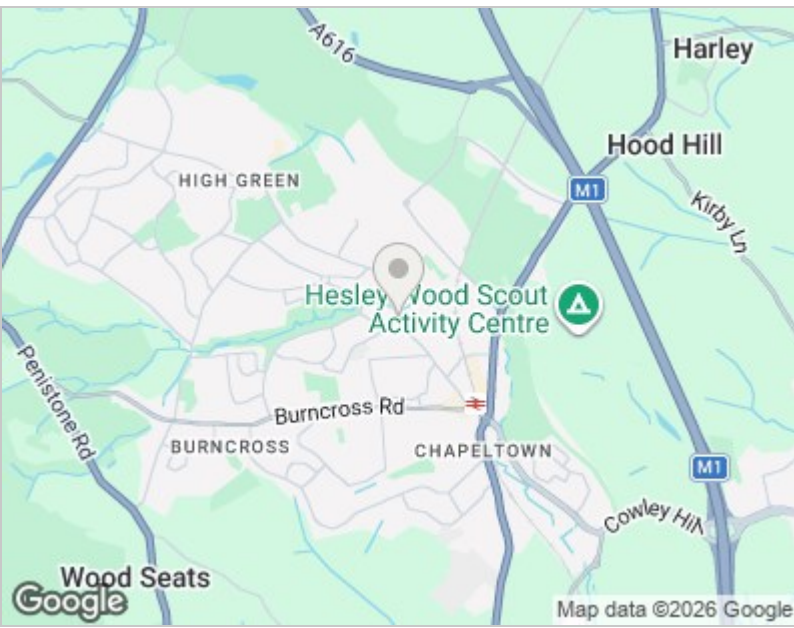 A616
Harley
Hood Hill
M1
HIGH GREEN
Kirby Ln
Hesley Wood Scout
Activity Centre
Penistone Rd
Burncross Rd
BURNCROSS
CHAPELTOWN
M1
Cowley Hill
Wood Seats
Google
Map data ©2026 Google